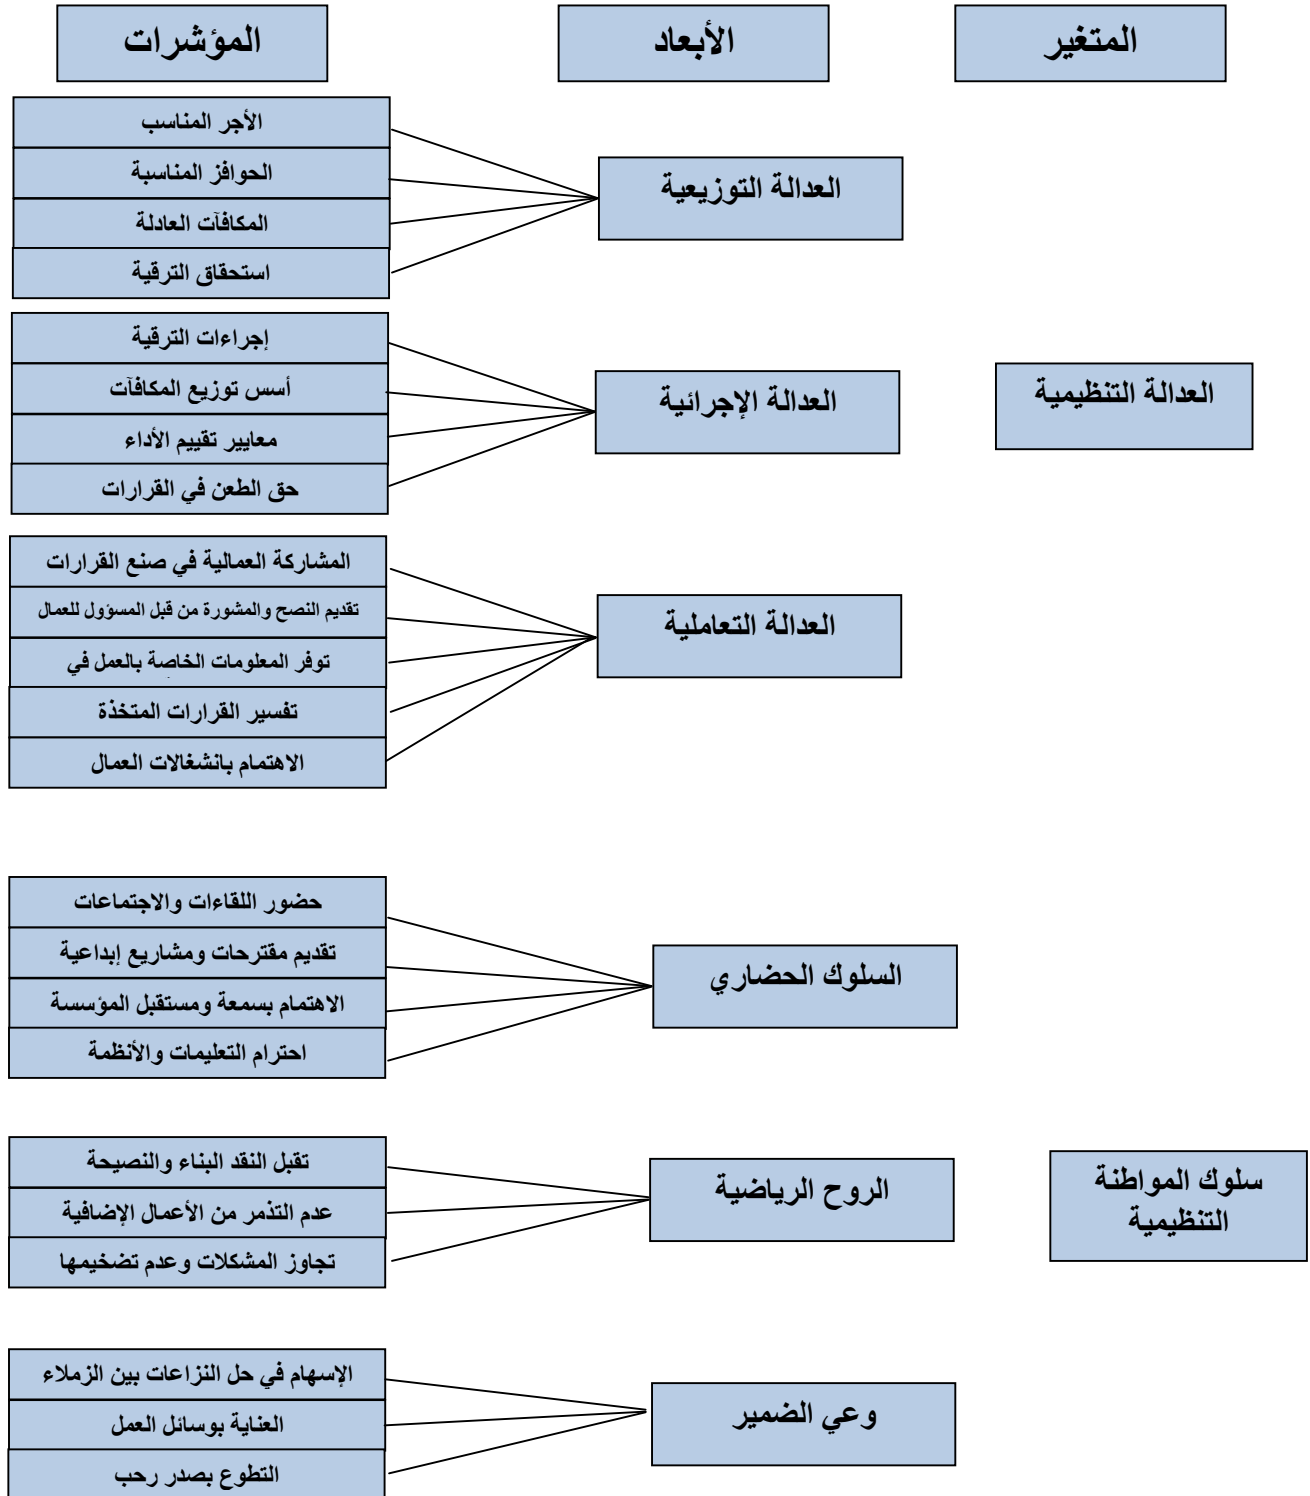 المتغير
الأبعاد
المؤشرات
العدالة التنظيمية
العدالة التوزيعية
الأجر المناسب
الحوافز المناسبة
المكافآت العادلة
استحقاق الترقية
العدالة الإجرائية
إجراءات الترقية
أسس توزيع المكافآت
معايير تقييم الأداء
حق الطعن في القرارات
العدالة التعاملية
المشاركة العمالية في صنع القرارات
تقديم النصح والمشورة من قبل المسؤول للعمال
توفر المعلومات الخاصة بالعمل في
تفسير القرارات المتخذة
الاهتمام بانشغالات العمال
سلوك المواطنة
التنظيمية
السلوك الحضاري
حضور اللقاءات والاجتماعات
تقديم مقترحات ومشاريع إبداعية
الاهتمام بسمعة ومستقبل المؤسسة
احترام التعليمات والأنظمة
الروح الرياضية
تقبل النقد البناء والنصيحة
عدم التذمر من الأعمال الإضافية
تجاوز المشكلات وعدم تضخيمها
وعي الضمير
الإسهام في حل النزاعات بين الزملاء
العناية بوسائل العمل
التطوع بصدر رحب